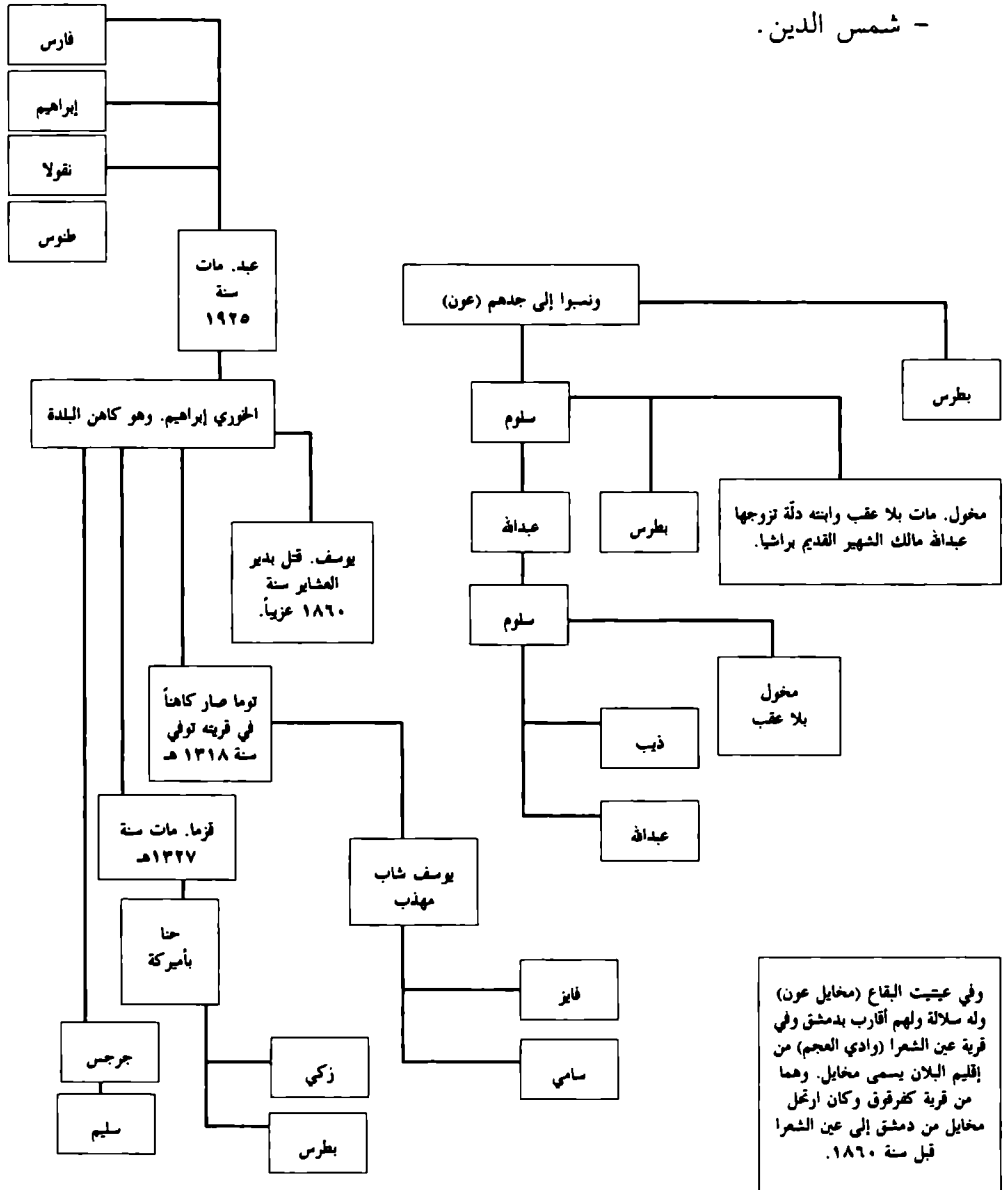 - شمس الدين.
فارس
إبراهيم
نقولا
طنوس
عبد. مات
سنة
١٩٢٥
الخوري إبراهيم. وهو كاهن البلدة
يوسف. قتل بدير
العشاير سنة
١٨٦٠ عزيباً.
توما صار كاهناً
في قريته توفي
سنة ١٣١٨ هـ
قزما. مات سنة
١٣٢٧هـ
حنا
بأميركة
جرجس
سليم
زكي
بطرس
يوسف شاب
مهذب
فايز
سامي
ونسبوا إلى جدهم (عون)
بطرس
سلوم
عبدالله
بطرس
مخول. مات بلا عقب وابنته دلّة تزوجها
عبدالله مالك الشهير القديم براشيا.
سلوم
مخول
بلا عقب
ذيب
عبدالله
وفي عيتيت البقاع (مخايل عون)
وله سلالة ولهم أقارب بدمشق وفي
قرية عين الشعرا (وادي العجم) من
إقليم البلان يسمى مخايل. وهما
من قرية كفرقوق وكان ارتحل
مخايل من دمشق إلى عين الشعرا
قبل سنة ١٨٦٠.